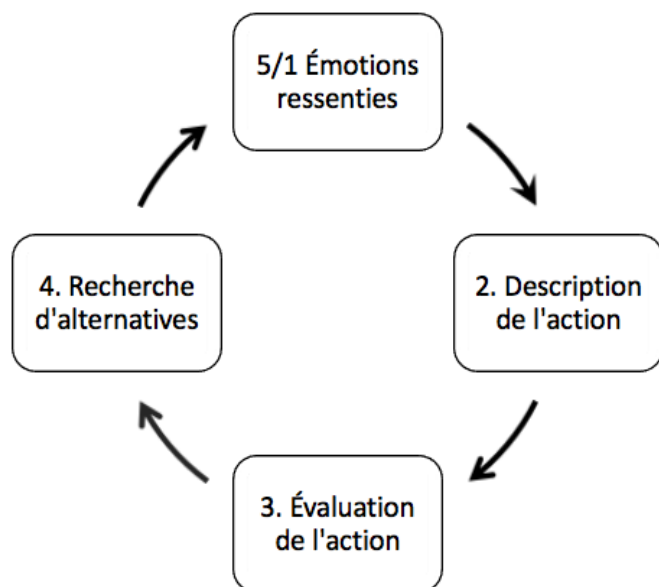 5/1 Émotions
ressenties
2. Description
de l'action
3. Évaluation
de l'action
4. Recherche
d'alternatives